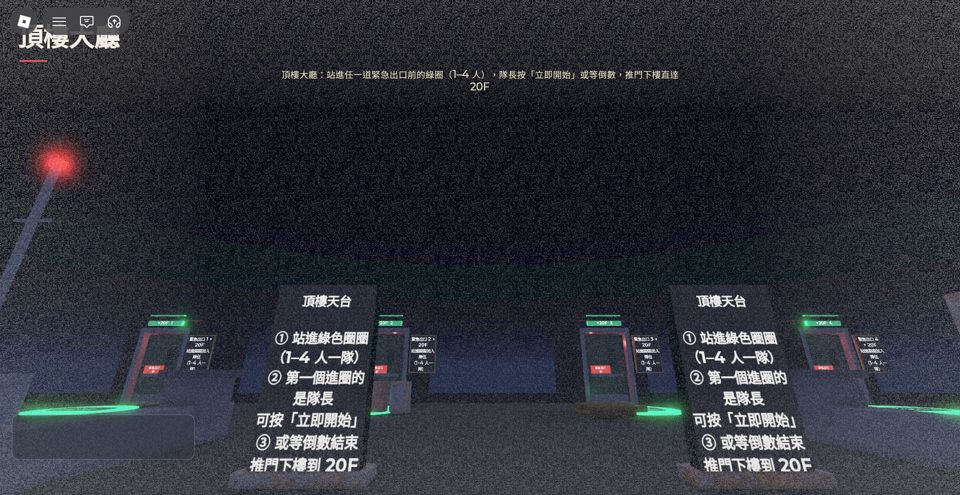 頂樓大廳
頂樓大廳：站進任一道緊急出口前的綠圈（1–4 人），隊長按「立即開始」或等倒數，推門下樓直達
20F
頂樓天台
① 站進綠色圈圈
（1–4 人一隊）
② 第一個進圈的
是隊長
可按「立即開始」
③ 或等倒數結束
推門下樓到 20F
頂樓天台
① 站進綠色圈圈
（1–4 人一隊）
② 第一個進圈的
是隊長
可按「立即開始」
③ 或等倒數結束
推門下樓到 20F